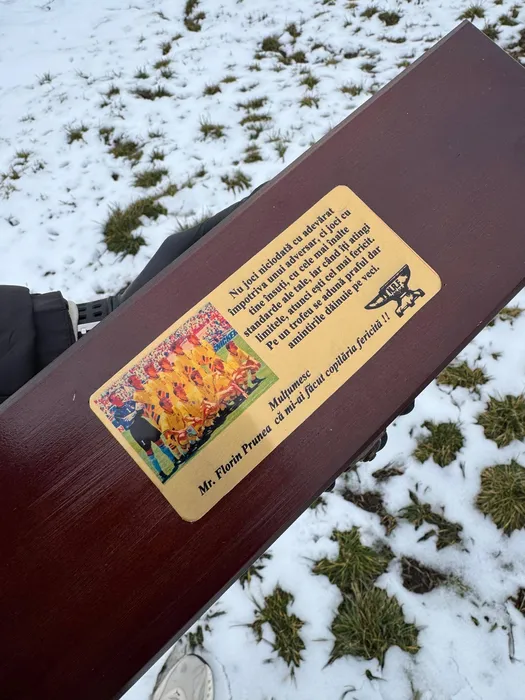 Nu joci niciodată cu adevărat
împotriva unui adversar, ci joci cu
tine însuți, cu cele mai înalte
standarde ale tale, iar când îți atingi
limitele, atunci ești cel mai fericit.
Pe un trofeu se adună praful dar
amintirile dăinuie pe veci.
Mulțumesc
Mr. Florin Prunea că mi-ai făcut copilăria fericită !!